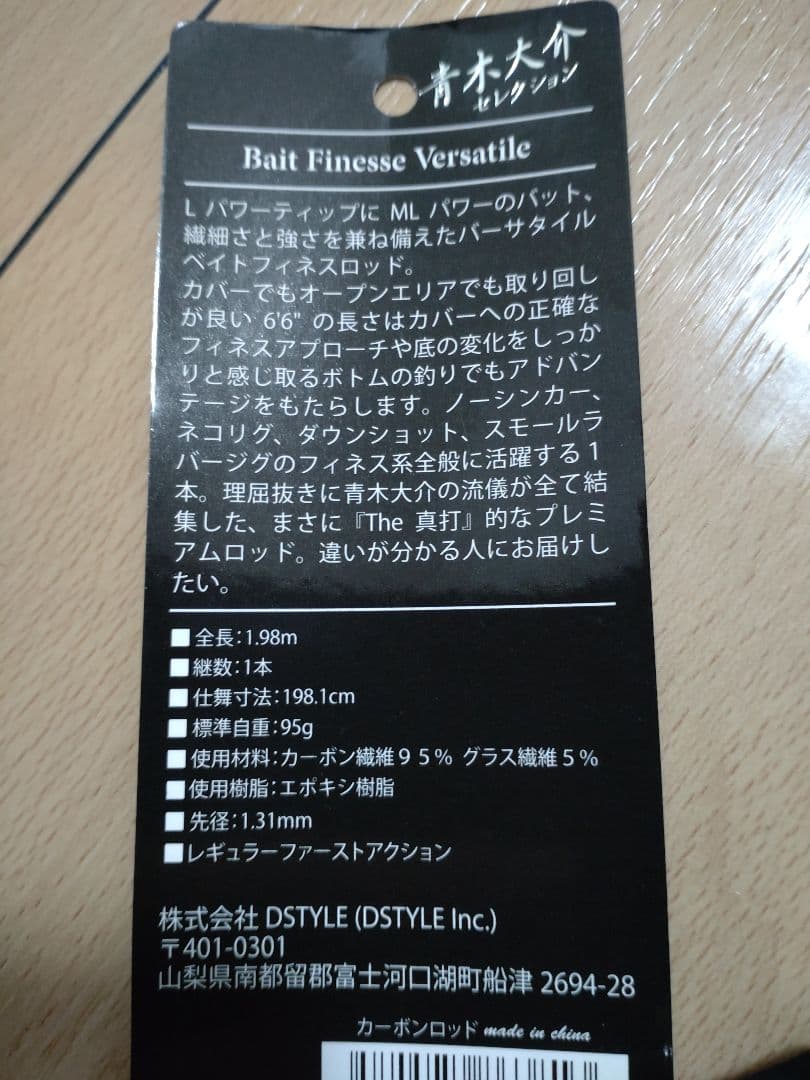 青木大介
セレクション
Bait Finesse Versatile
L パワーティップに ML パワーのバット、
繊細さと強さを兼ね備えたバーサタイル
ベイトフィネスロッド。
カバーでもオープンエリアでも取り回し
が良い 6'6" の長さはカバーへの正確な
フィネスアプローチや底の変化をしっか
りと感じ取るボトムの釣りでもアドバン
テージをもたらします。ノーシンカー、
ネコリグ、ダウンショット、スモールラ
バージグのフィネス系全般に活躍する1
本。理屈抜きに青木大介の流儀が全て結
集した、まさに『The 真打』的なプレミ
アムロッド。違いが分かる人にお届けし
たい。
■ 全長:1.98m
■ 継数:1本
■ 仕舞寸法:198.1cm
■ 標準自重:95g
■ 使用材料:カーボン繊維９５% グラス繊維５%
■ 使用樹脂:エポキシ樹脂
■ 先径:1.31mm
■レギュラーファーストアクション
株式会社 DSTYLE (DSTYLE Inc.)
〒401-0301
山梨県南都留郡富士河口湖町船津 2694-28
カーボンロッド made in china